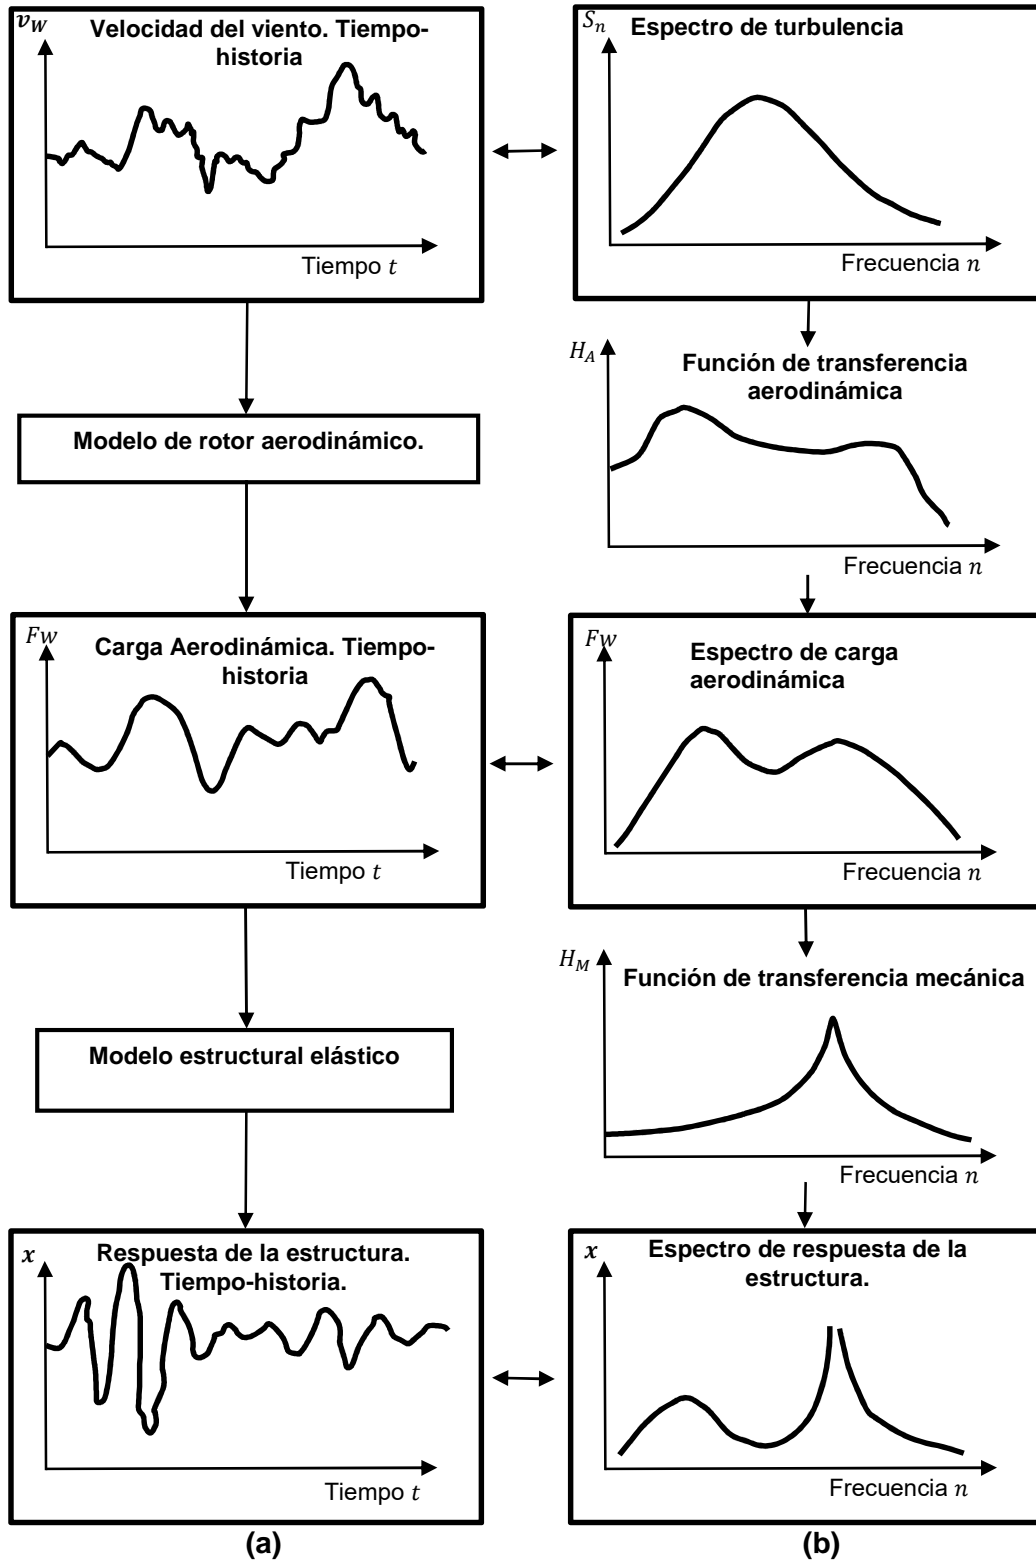 v_W
Velocidad del viento. Tiempo-
historia
Tiempo t
S_n
Espectro de turbulencia
Frecuencia n
H_A
Función de transferencia
aerodinámica
Frecuencia n
Modelo de rotor aerodinámico.
Fw
Carga Aerodinámica. Tiempo-
historia
Tiempo t
Fw
Espectro de carga
aerodinámica
Frecuencia n
H_M
Función de transferencia mecánica
Frecuencia n
Modelo estructural elástico
x
Respuesta de la estructura.
Tiempo-historia.
Tiempo t
x
Espectro de respuesta de la
estructura.
Frecuencia n
(a)
(b)